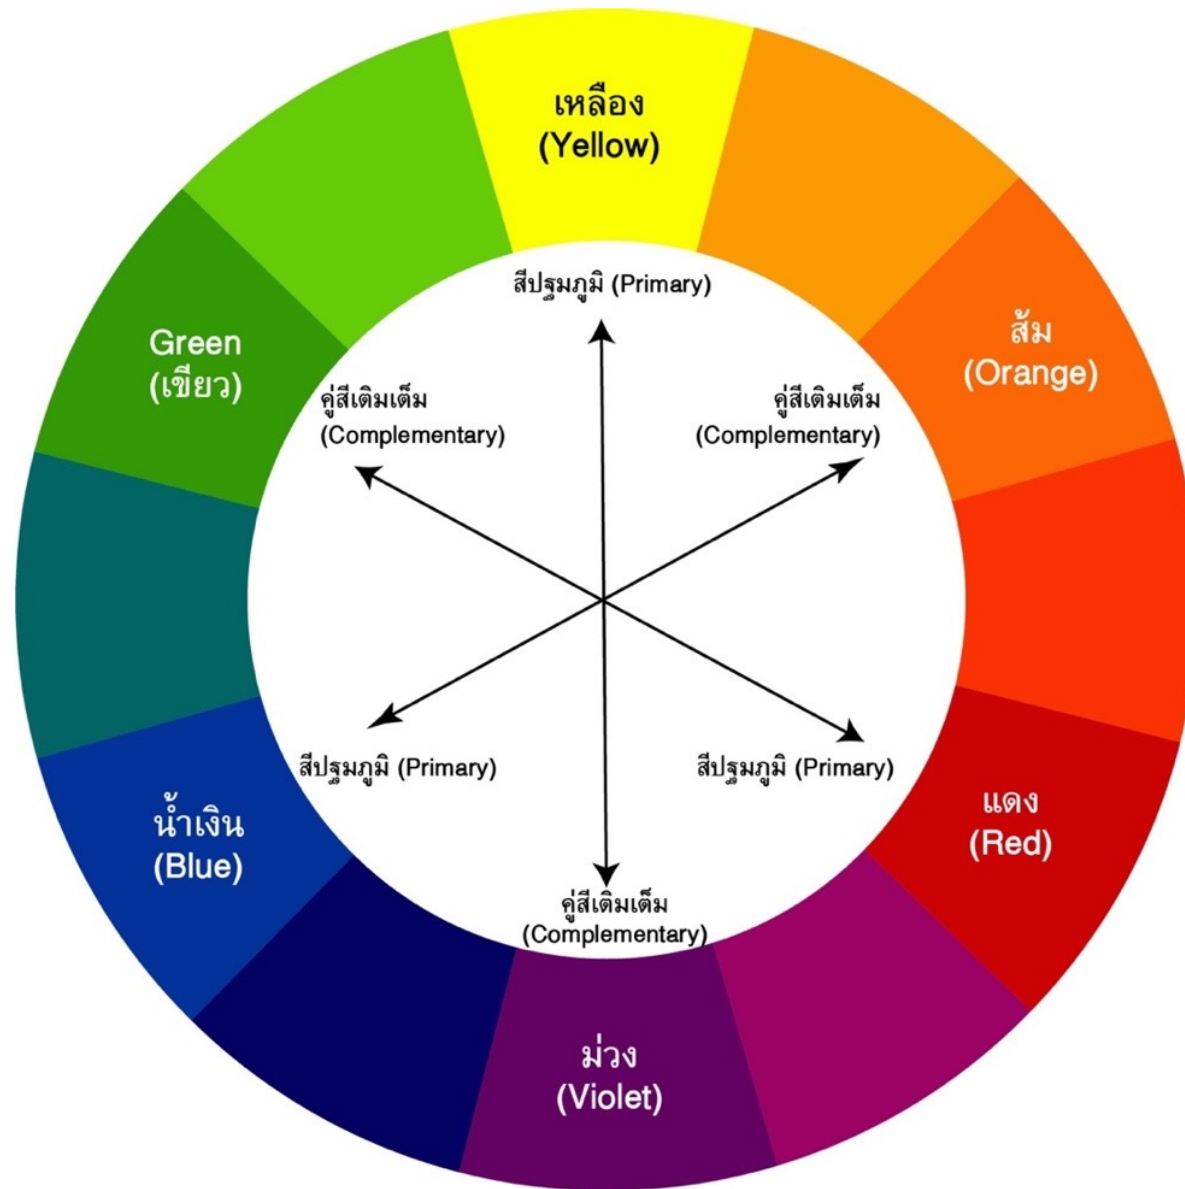 เหลือง
(Yellow)
สีปฐมภูมิ (Primary)
ส้ม
(Orange)
Green
(เขียว)
คู่สีเติมเต็ม
(Complementary)
คู่สีเติมเต็ม
(Complementary)
สีปฐมภูมิ (Primary)
สีปฐมภูมิ (Primary)
น้ำเงิน
(Blue)
แดง
(Red)
คู่สีเติมเต็ม
(Complementary)
ม่วง
(Violet)